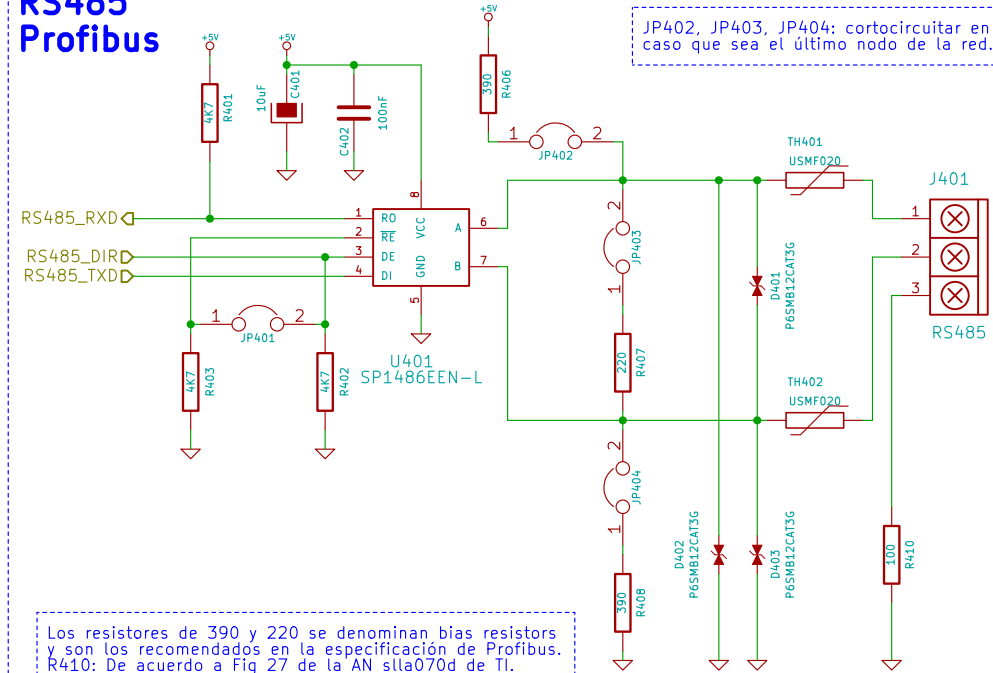 RS485
Profibus
JP402, JP403, JP404: cortocircuitar en
caso que sea el último nodo de la red.
+5V
+5V
+5V
4K7
R401
10uF
C401
C402
100nF
390
R406
1
2
JP402
TH401
USMF020
J401
RS485_RXD
RS485_DIR
RS485_TXD
1
2
3
4
RO
RE
DE
DI
VCC
GND
A
B
8
5
6
7
U401
SP1486EEN-L
1
2
JP401
4K7
R403
4K7
R402
2
JP403
1
220
R407
D401
P6SMB12CAT3G
1
2
3
RS485
TH402
USMF020
2
JP404
1
390
R408
D402
P6SMB12CAT3G
D403
P6SMB12CAT3G
100
R410
Los resistores de 390 y 220 se denominan bias resistors
y son los recomendados en la especificación de Profibus.
R410: De acuerdo a Fig 27 de la AN slla070d de TI.